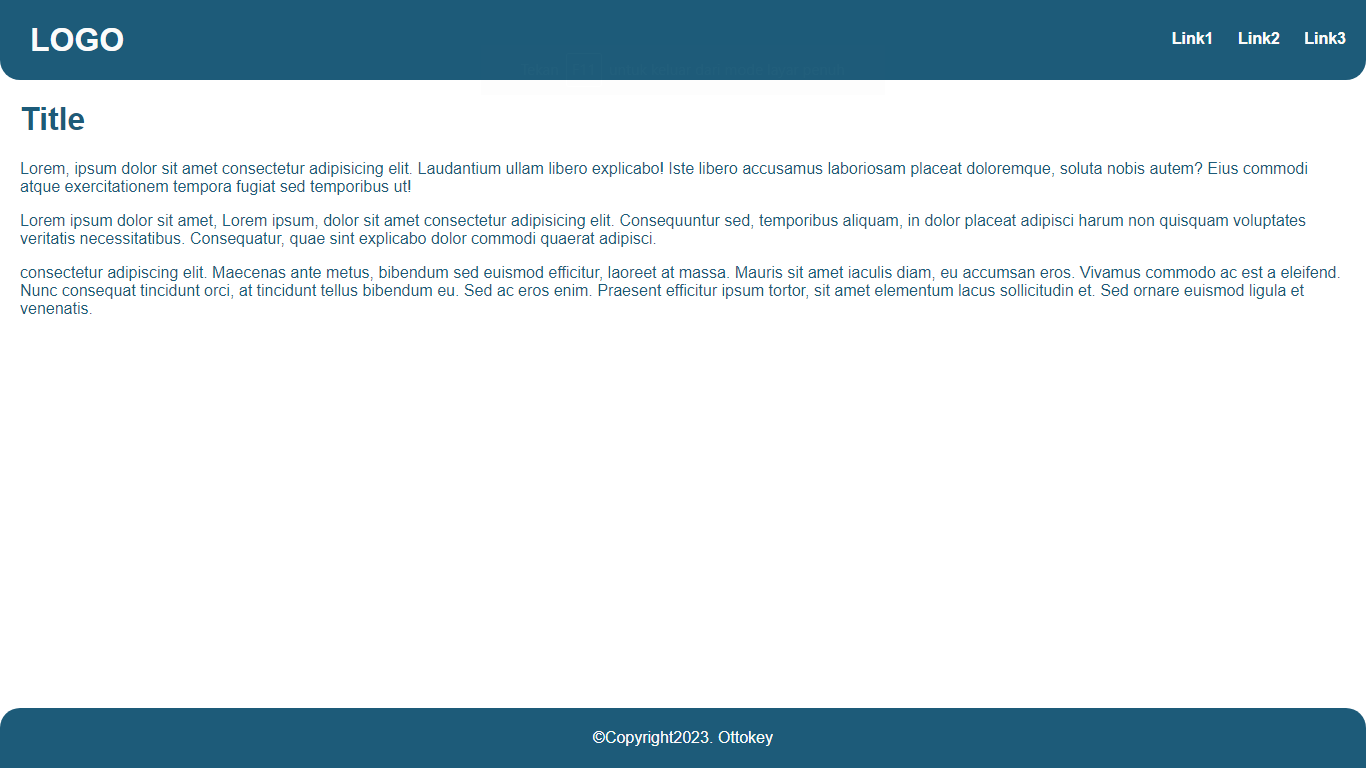 LOGO
Link1 Link2 Link3
Title
Lorem, ipsum dolor sit amet consectetur adipisicing elit. Laudantium ullam libero explicabo! Iste libero accusamus laboriosam placeat doloremque, soluta nobis autem? Eius commodi
atque exercitationem tempora fugiat sed temporibus ut!
Lorem ipsum dolor sit amet, Lorem ipsum, dolor sit amet consectetur adipisicing elit. Consequuntur sed, temporibus aliquam, in dolor placeat adipisci harum non quisquam voluptates
veritatis necessitatibus. Consequatur, quae sint explicabo dolor commodi quaerat adipisci.
consectetur adipiscing elit. Maecenas ante metus, bibendum sed euismod efficitur, laoreet at massa. Mauris sit amet iaculis diam, eu accumsan eros. Vivamus commodo ac est a eleifend.
Nunc consequat tincidunt orci, at tincidunt tellus bibendum eu. Sed ac eros enim. Praesent efficitur ipsum tortor, sit amet elementum lacus sollicitudin et. Sed ornare euismod ligula et
venenatis.
©Copyright2023. Ottokey